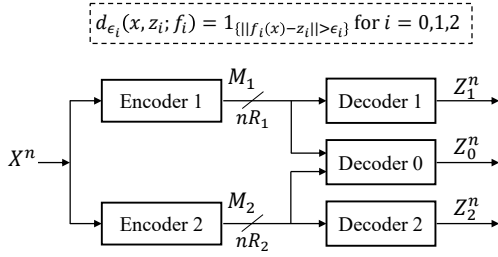 d_{ϵ_i}(x, z_i; f_i) = 1_{{||f_i(x)−z_i||>ϵ_i}} for i = 0,1,2
M_1
Z_1^n
Encoder 1
Decoder 1
nR_1
Z_0^n
X^n
Decoder 0
M_2
Z_2^n
Encoder 2
Decoder 2
nR_2